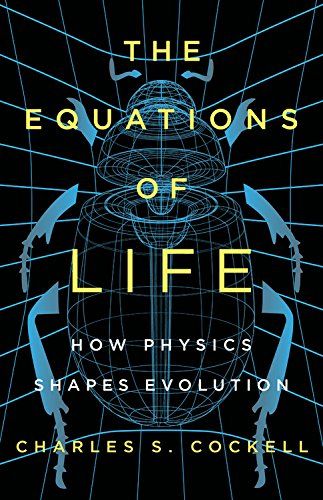 THE
EQUATIONS
OF
LIFE
HOW PHYSICS
SHAPES EVOLUTION
CHARLES S. COCKELL